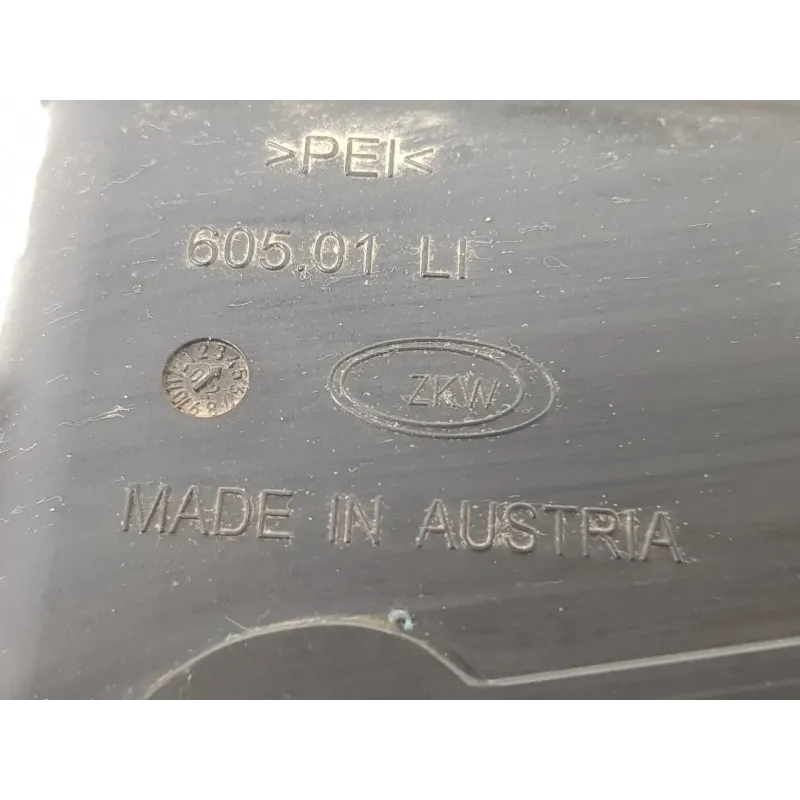 >PEI<
605.01 LI
ZKW
MADE IN AUSTRIA